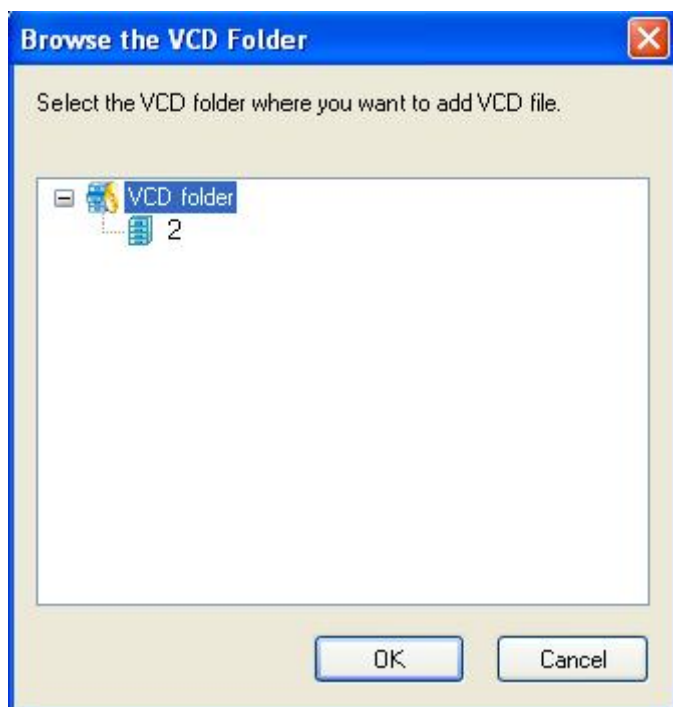 Browse the VCD Folder
Select the VCD folder where you want to add VCD file.
VCD folder
2
OK
Cancel